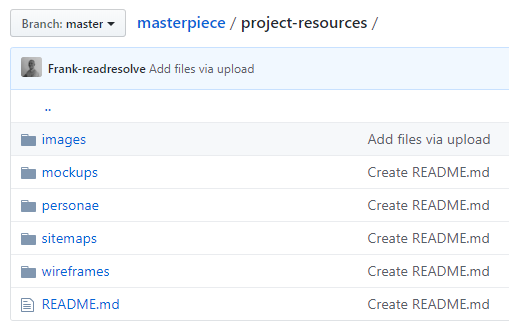 Branch: master masterpiece / project-resources /
Frank-readresolve Add files via upload
..
images Add files via upload
mockups Create README.md
personae Create README.md
sitemaps Create README.md
wireframes Create README.md
README.md Create README.md